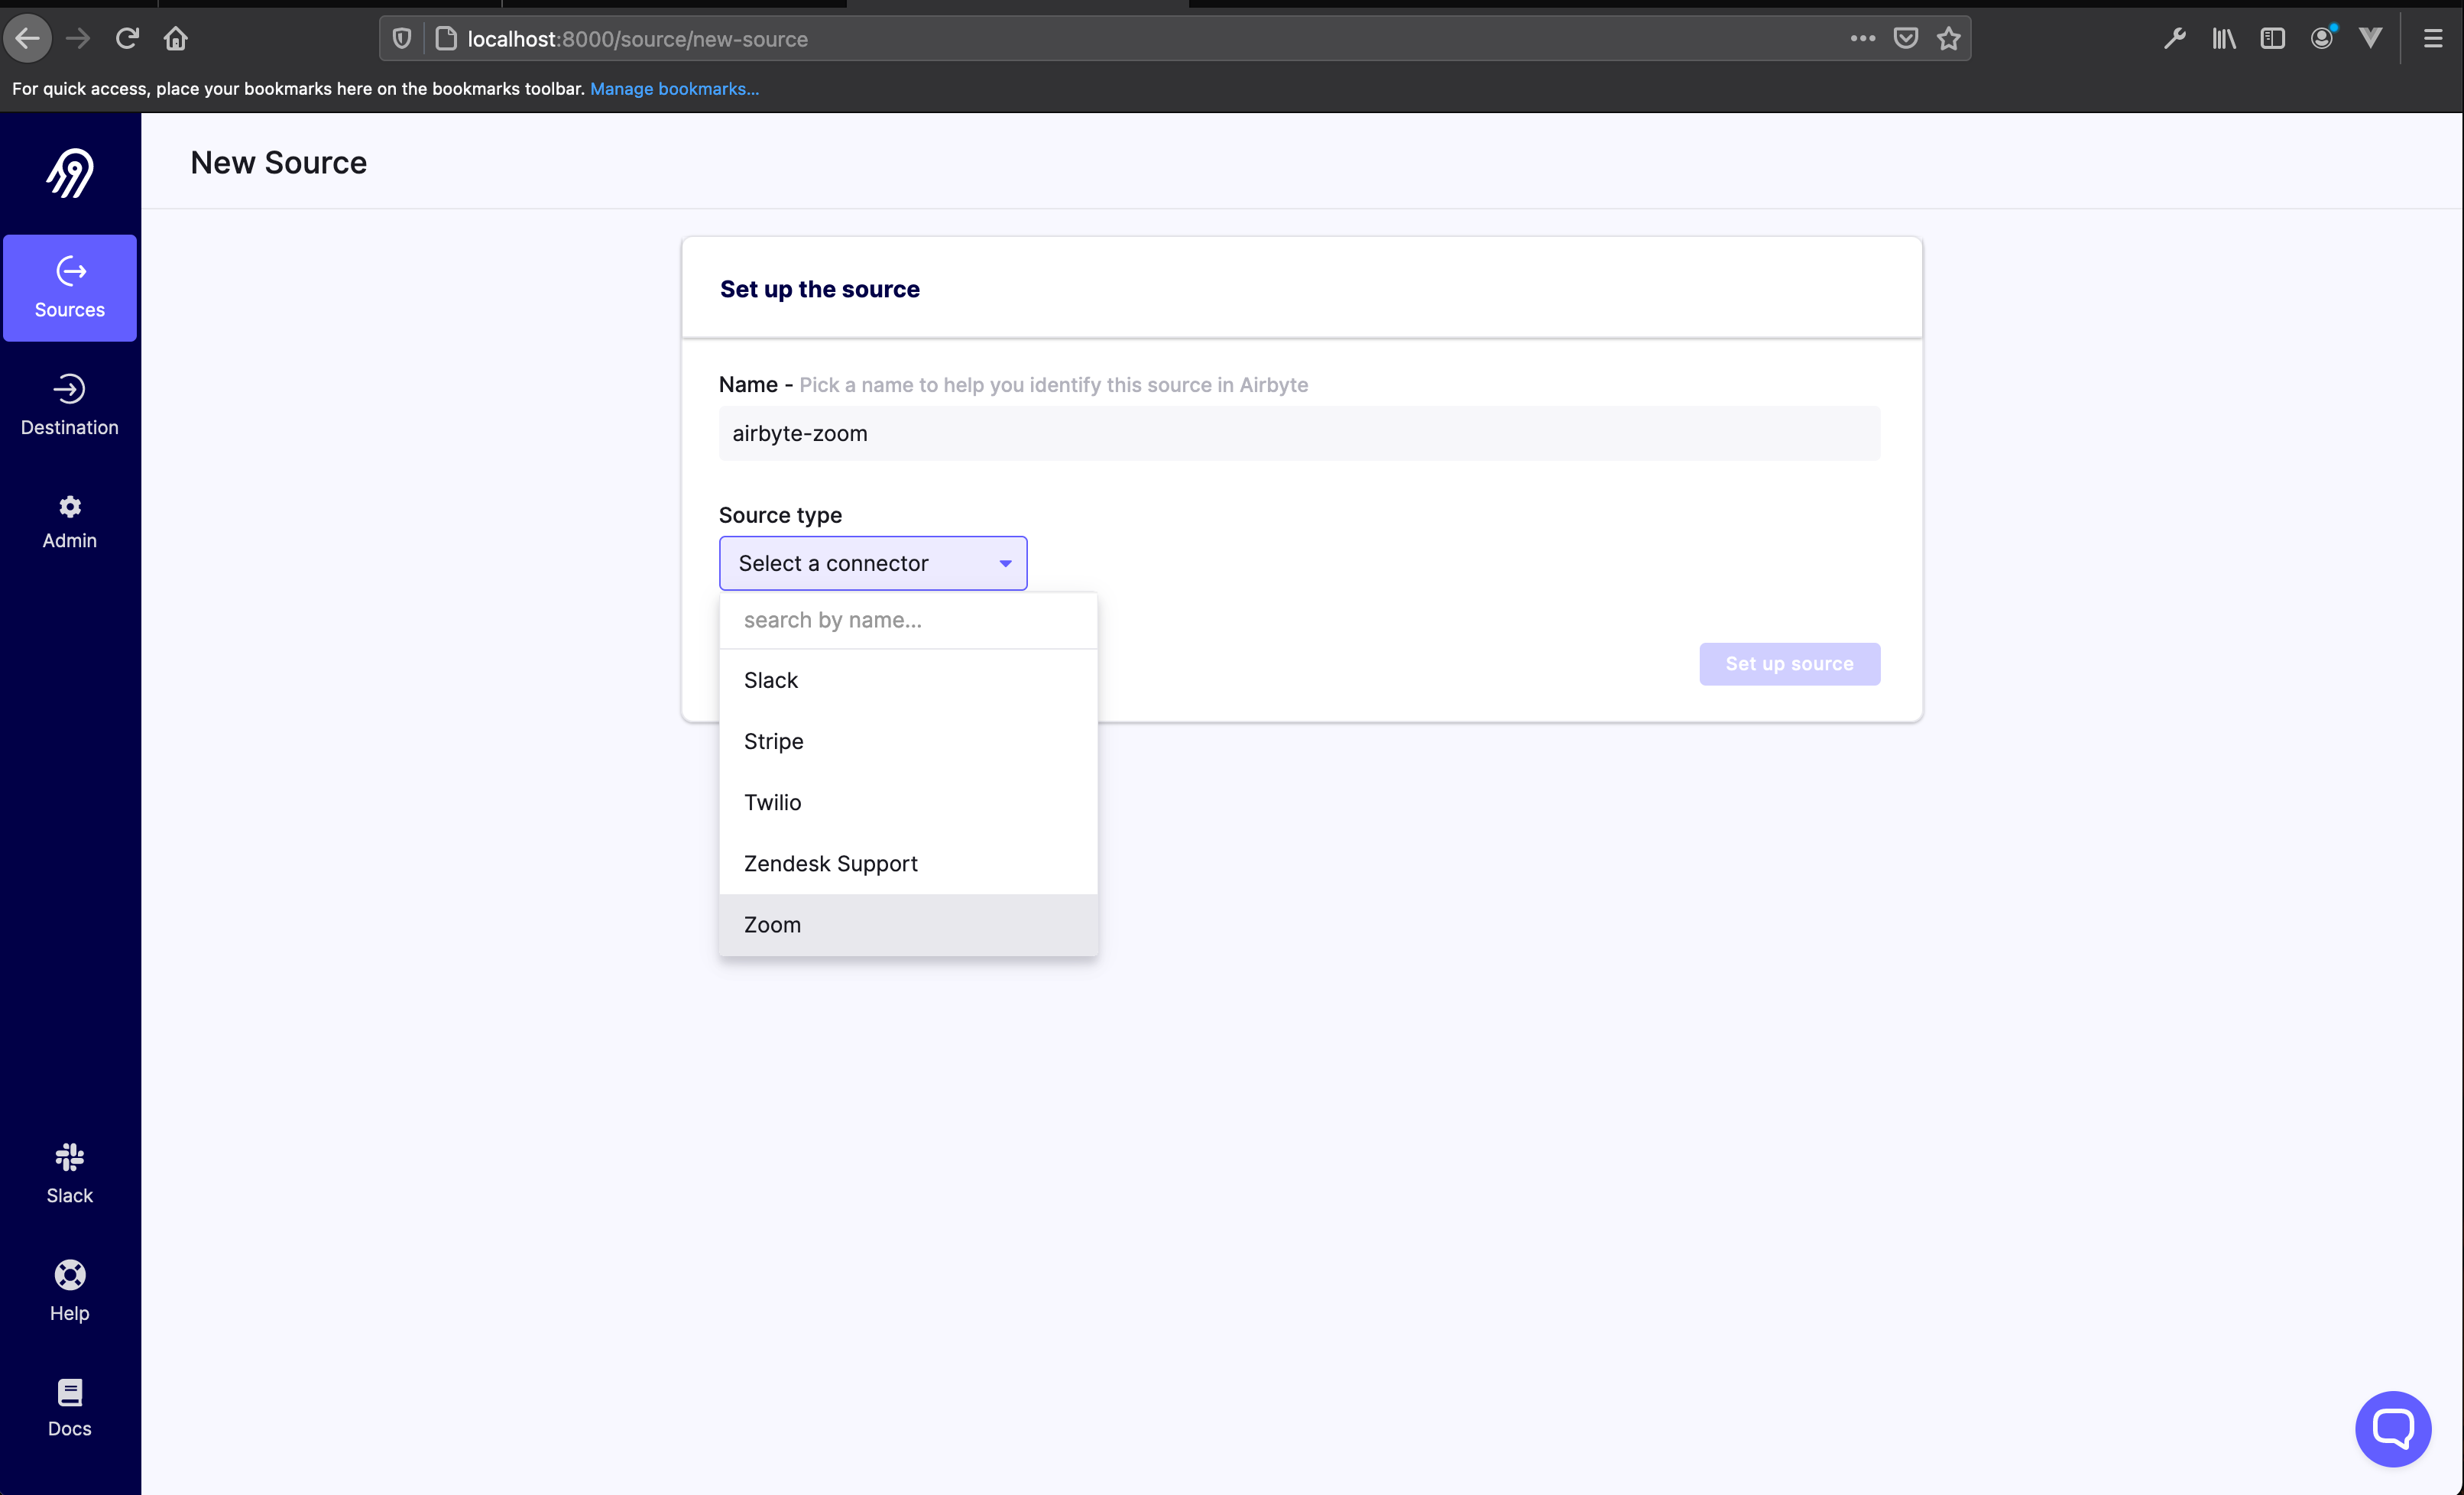 localhost:8000/source/new-source
For quick access, place your bookmarks here on the bookmarks toolbar. Manage bookmarks...
New Source
Sources
Destination
Admin
Slack
Help
Docs
Set up the source
Name - Pick a name to help you identify this source in Airbyte
airbyte-zoom
Source type
Select a connector
search by name...
Slack
Stripe
Twilio
Zendesk Support
Zoom
Set up source